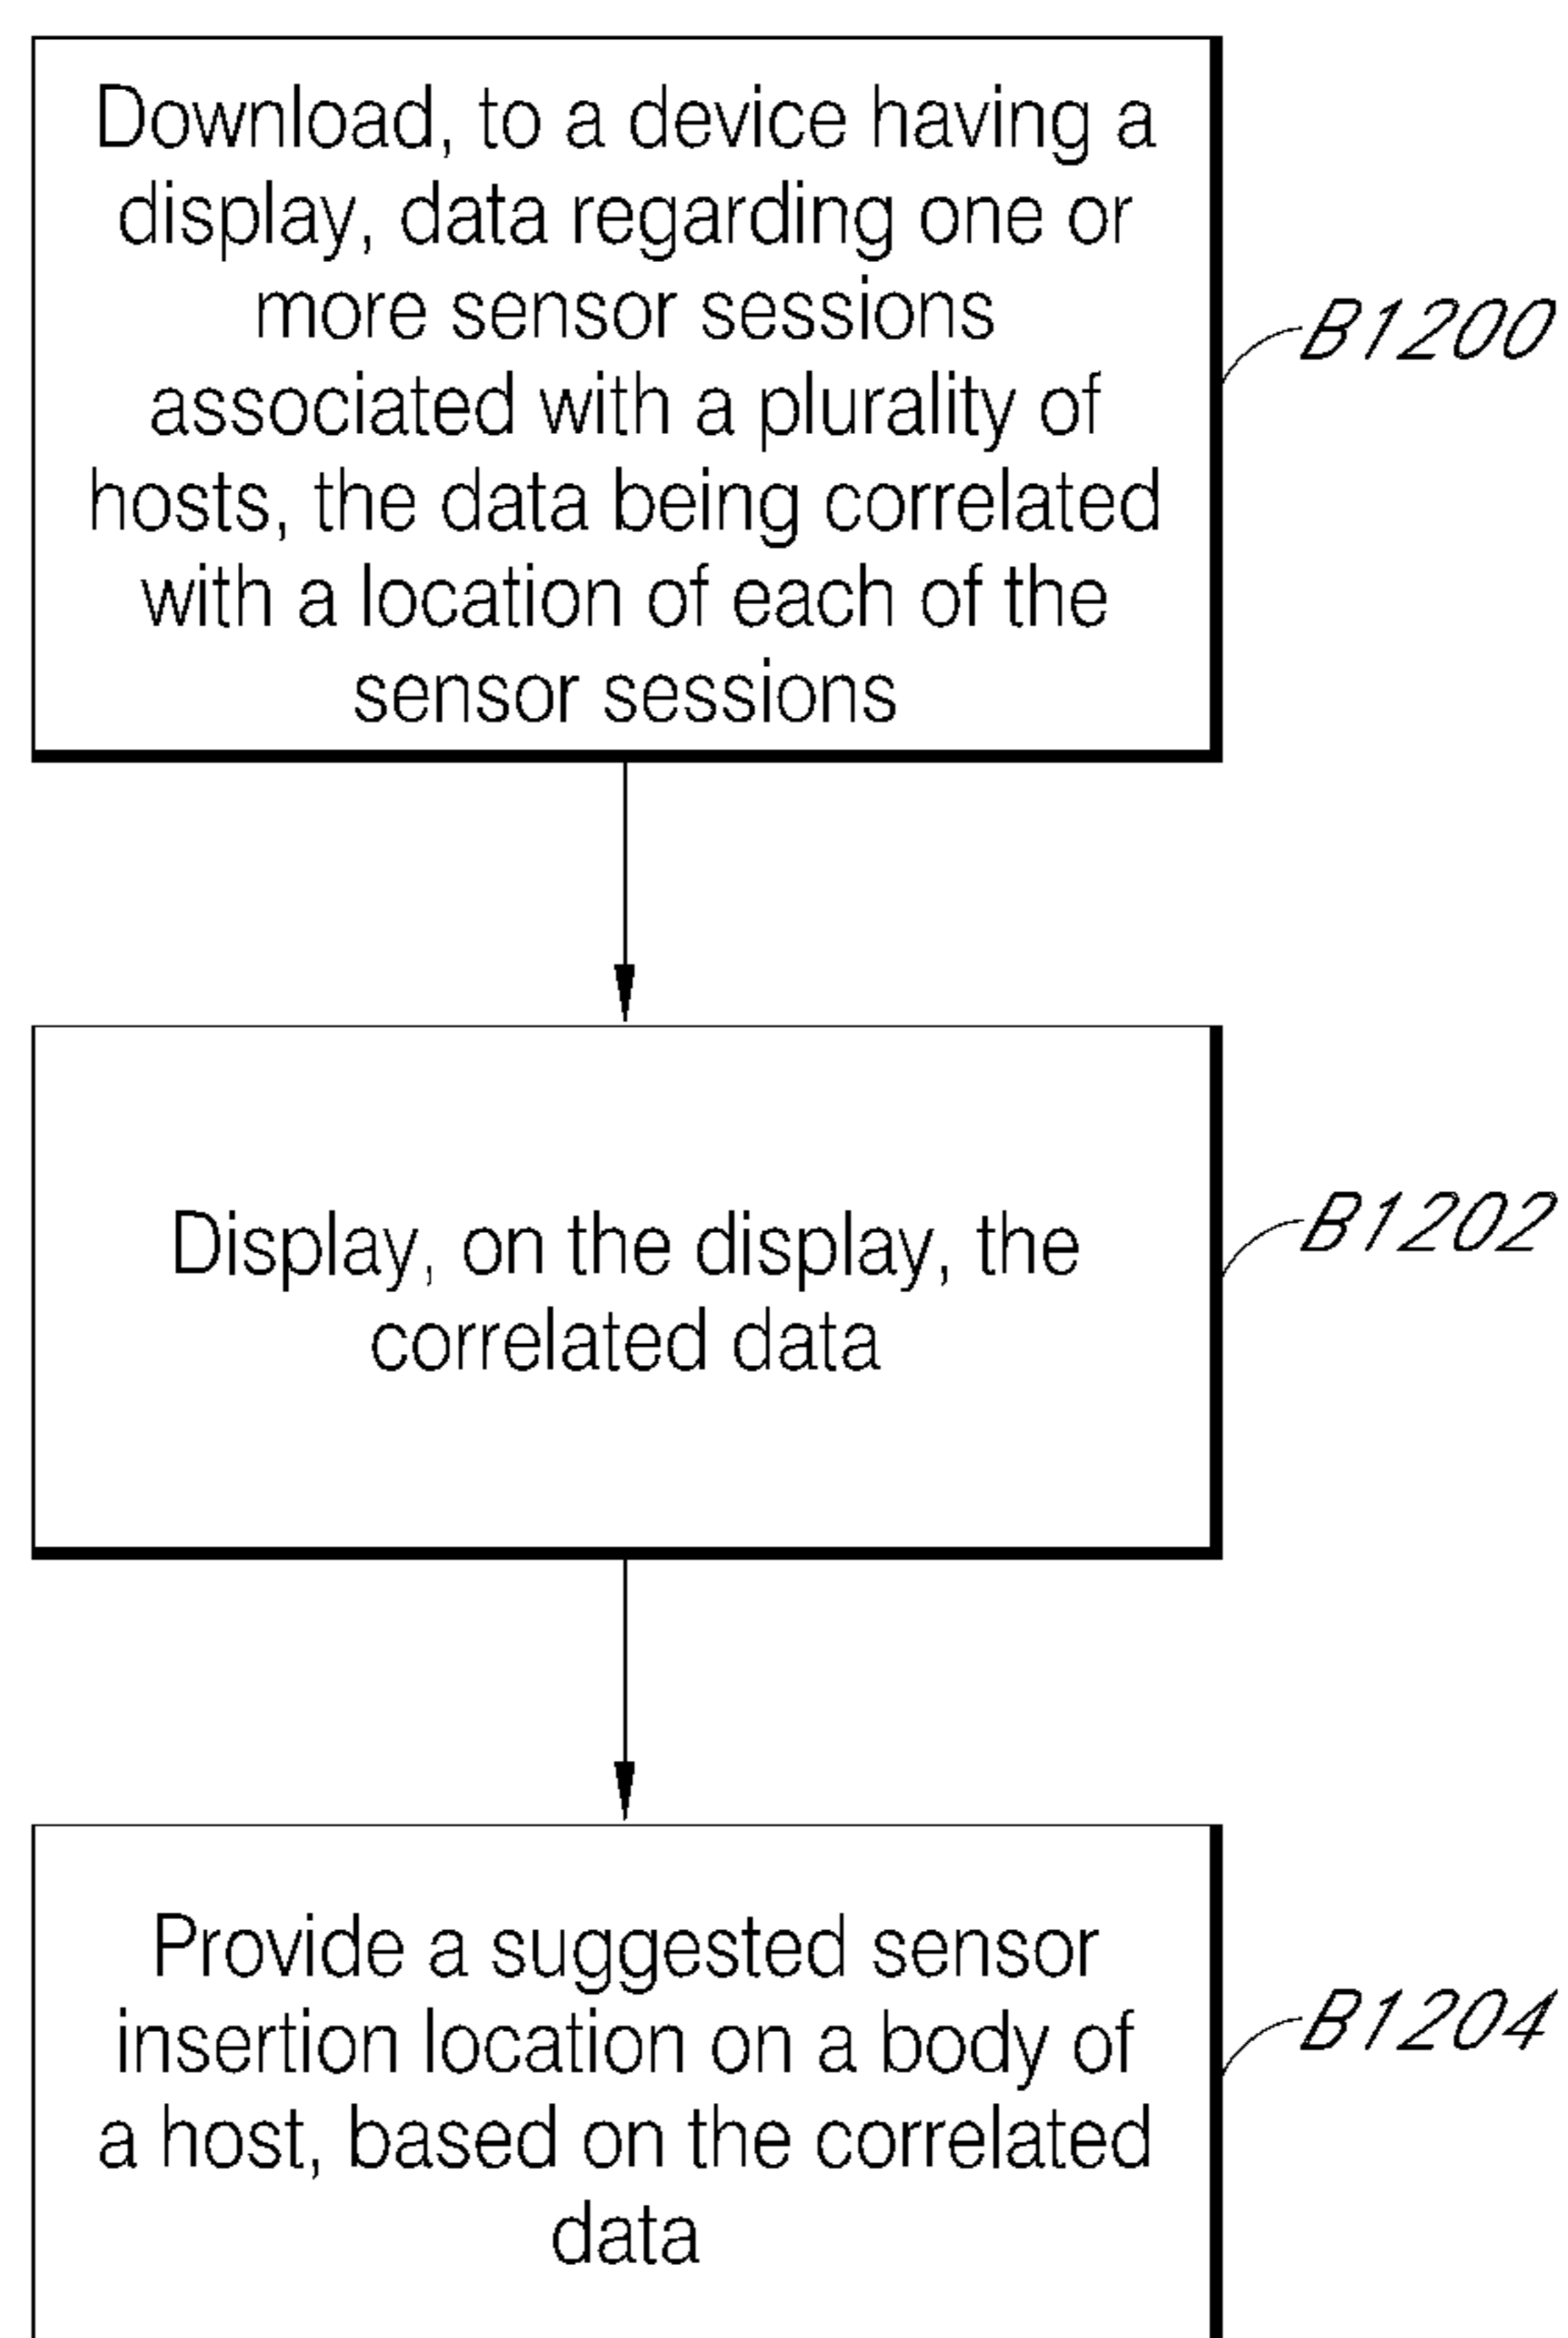 Download, to a device having a
display, data regarding one or
more sensor sessions
associated with a plurality of
hosts, the data being correlated
with a location of each of the
sensor sessions
B1200
Display, on the display, the
correlated data
B1202
Provide a suggested sensor
insertion location on a body of
a host, based on the correlated
data
B1204